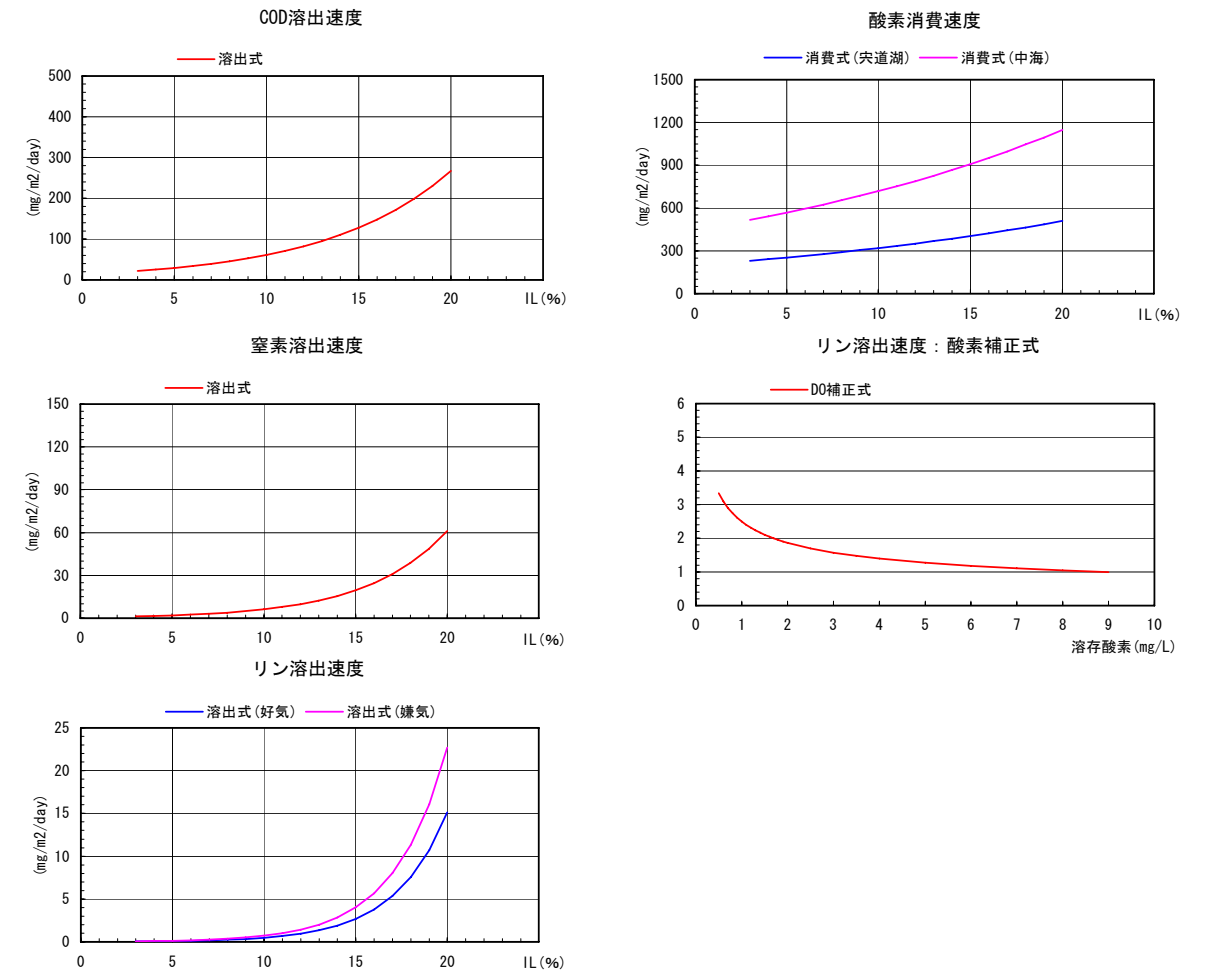 COD溶出速度
溶出式
500
400
300
200
100
0
(mg/m2/day)
0 5 10 15 20 IL(%)
酸素消費速度
消費式(宍道湖) 消費式(中海)
1500
1200
900
600
300
0
(mg/m2/day)
0 5 10 15 20 IL(%)
窒素溶出速度
溶出式
150
120
90
60
30
0
(mg/m2/day)
0 5 10 15 20 IL(%)
リン溶出速度：酸素補正式
DO補正式
6
5
4
3
2
1
0
0 1 2 3 4 5 6 7 8 9 10
溶存酸素(mg/L)
リン溶出速度
溶出式(好気) 溶出式(嫌気)
25
20
15
10
5
0
(mg/m2/day)
0 5 10 15 20 IL(%)